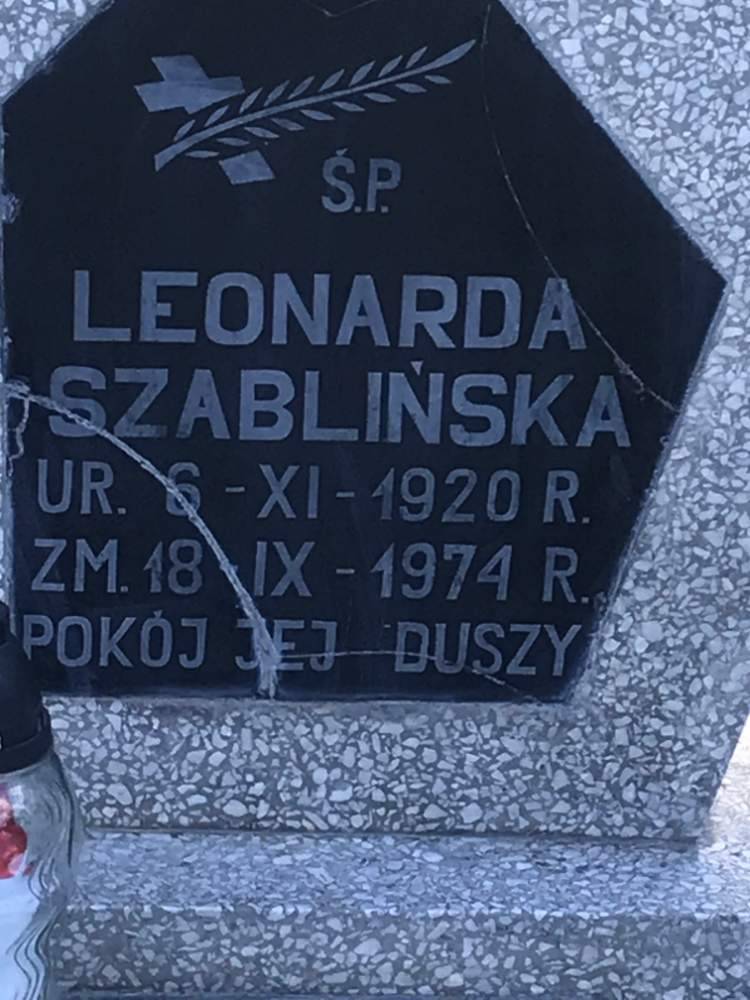 Ś.P.
LEONARDA
SZABLIŃSKA
UR. 6 - XI - 1920 R.
ZM. 18 IX - 1974 R.
POKÓJ JEJ DUSZY